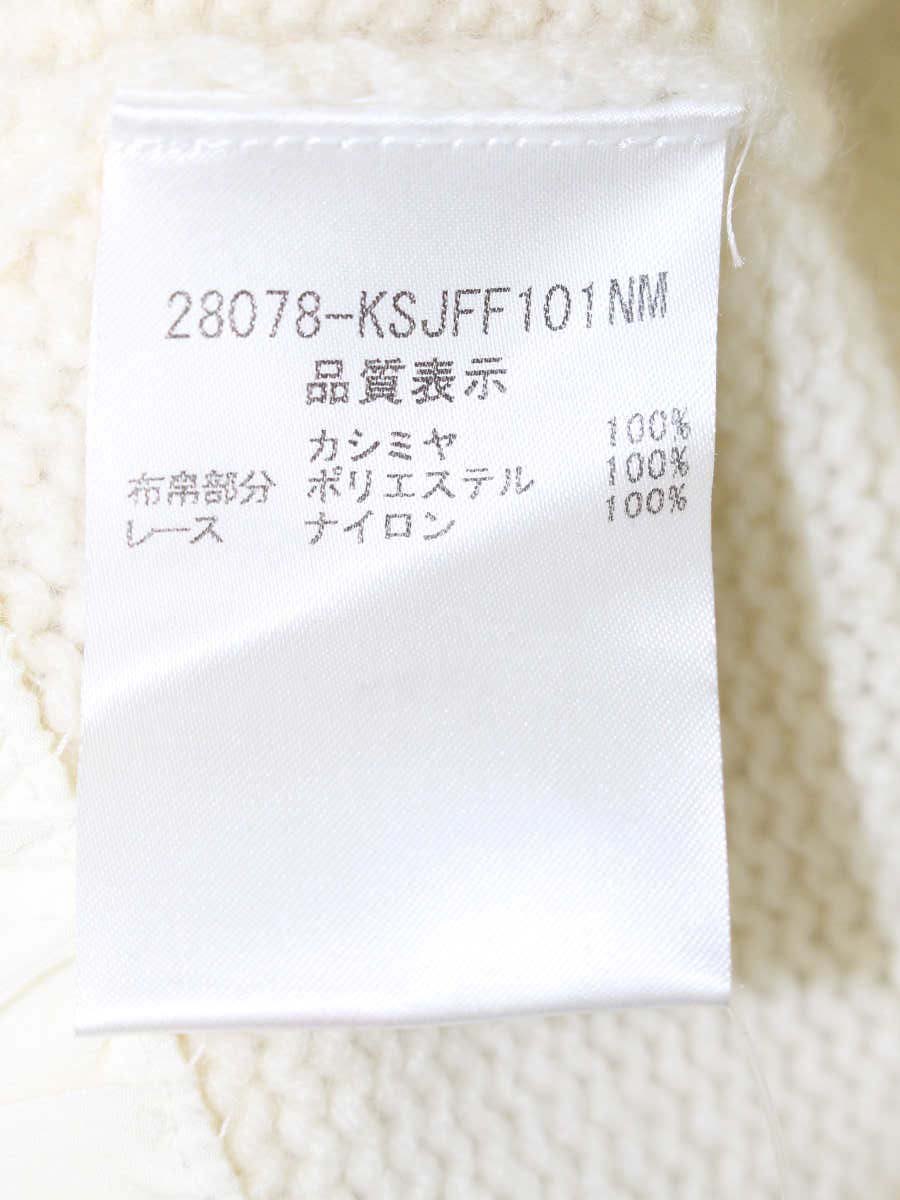 28078-KSJFF101NM
品質表示
カシミヤ 100%
布帛部分 ポリエステル 100%
レース ナイロン 100%